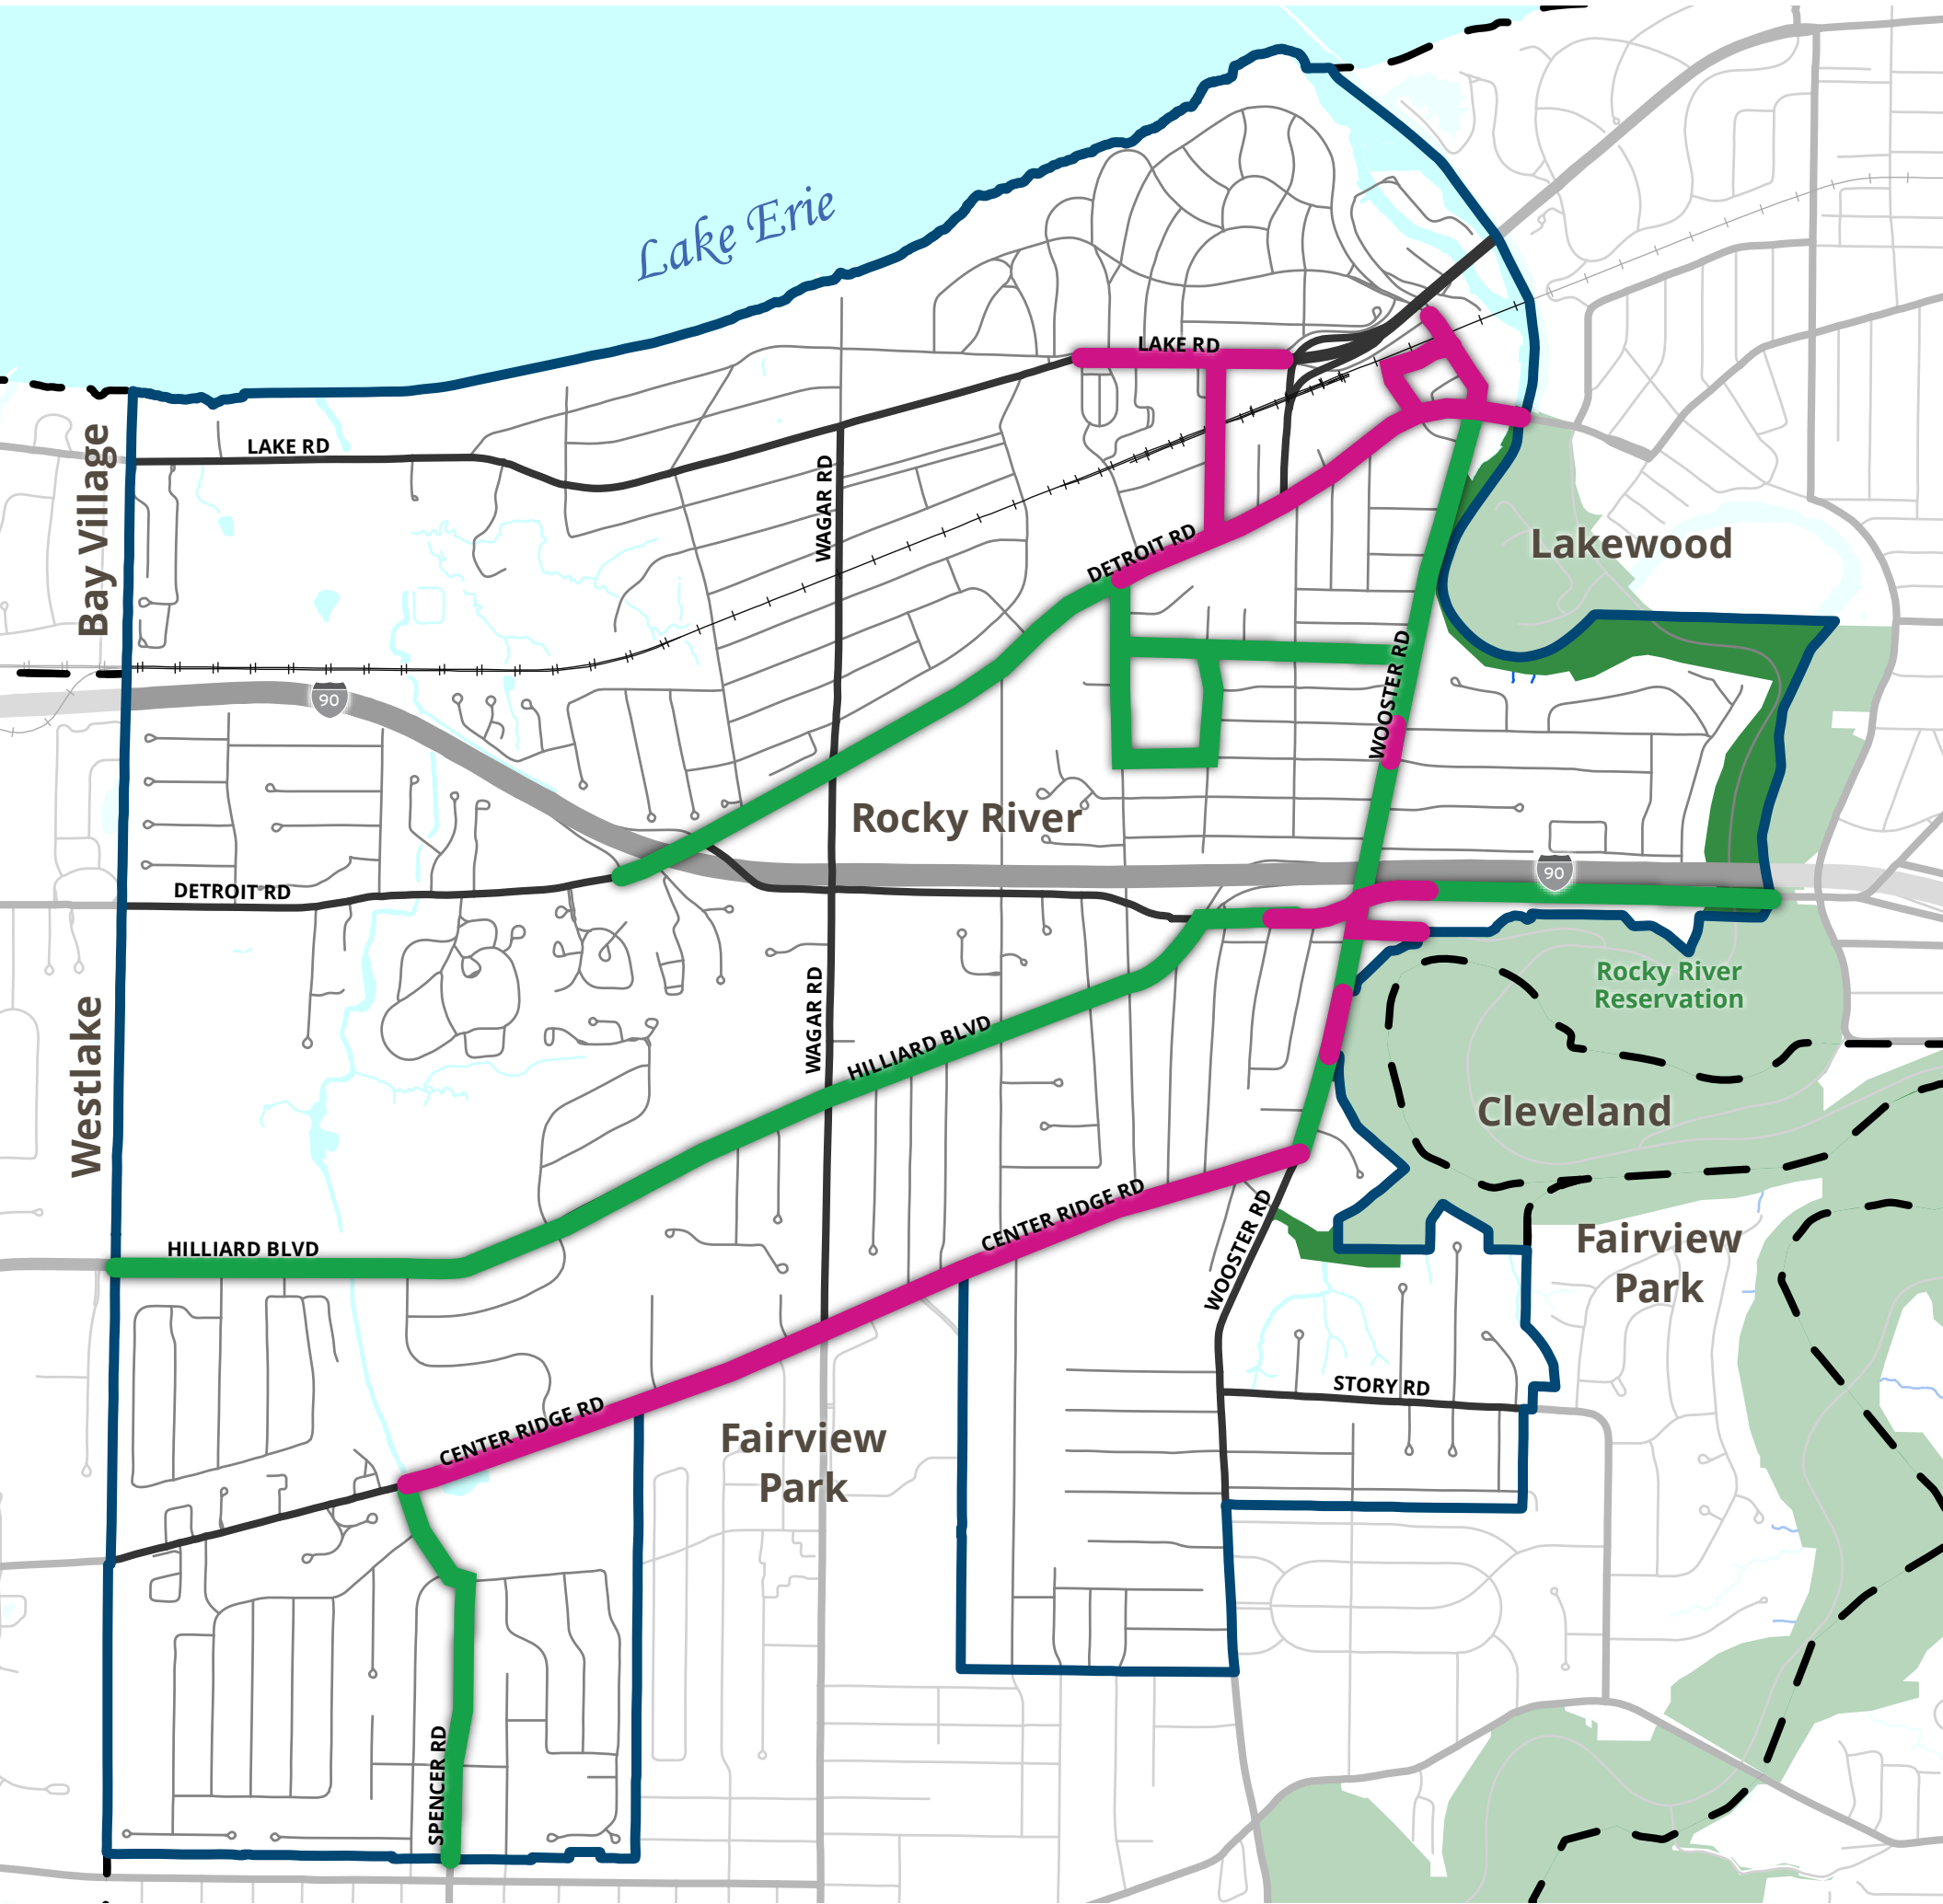 Lake Erie
LAKE RD
LAKE RD
Bay Village
WAGAR RD
DETROIT RD
Lakewood
WOOSTER RD
90
Rocky River
90
DETROIT RD
Rocky River
Reservation
WAGAR RD
HILLIARD BLVD
Westlake
Cleveland
CENTER RIDGE RD
WOOSTER RD
HILLIARD BLVD
Fairview
Park
STORY RD
CENTER RIDGE RD
Fairview
Park
SPENCER RD